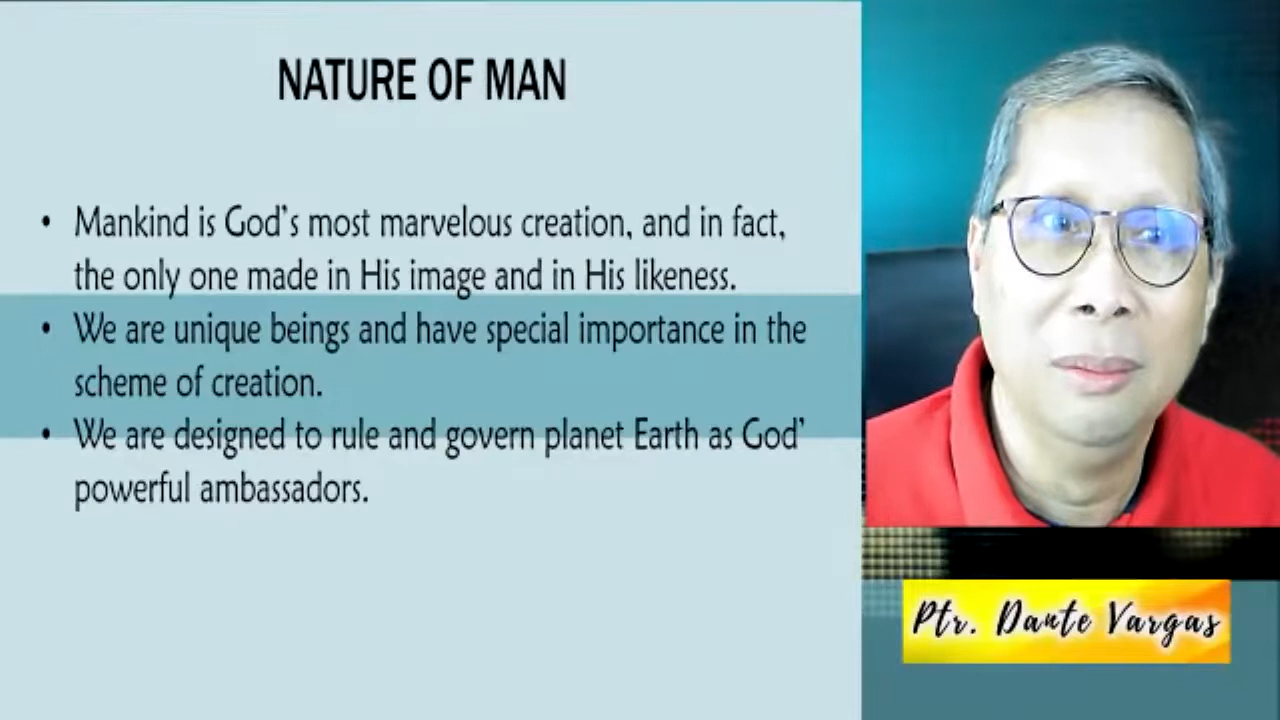 NATURE OF MAN
• Mankind is God’s most marvelous creation, and in fact,
the only one made in His image and in His likeness.
• We are unique beings and have special importance in the
scheme of creation.
• We are designed to rule and govern planet Earth as God’
powerful ambassadors.
Ptr. Dante Vargas